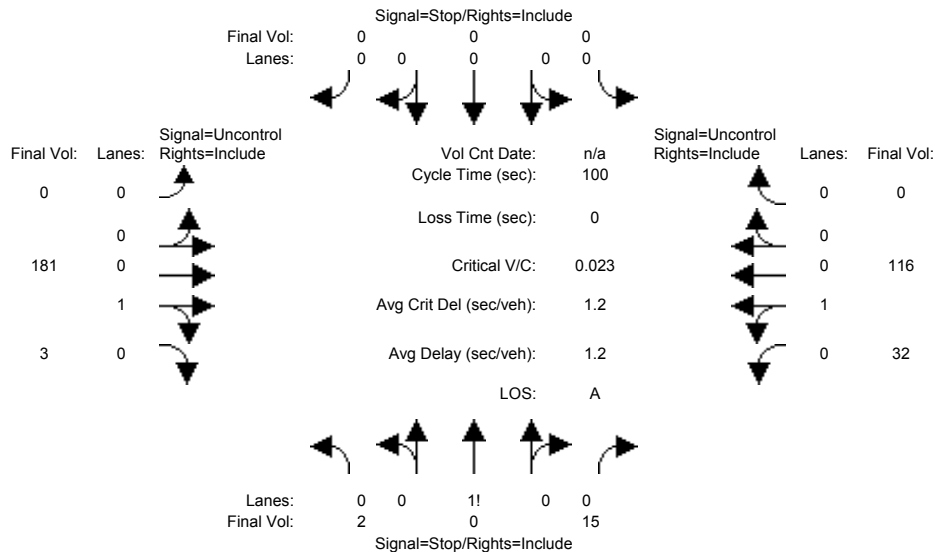 Signal=Stop/Rights=Include
Final Vol: 0 0 0
Lanes: 0 0 0 0 0
Signal=Uncontrol Signal=Uncontrol
Final Vol: Lanes: Rights=Include Vol Cnt Date: n/a Rights=Include Lanes: Final Vol:
Cycle Time (sec): 100
0 0 0 0
Loss Time (sec): 0
0 0
181 0 Critical V/C: 0.023 0 116
1 Avg Crit Del (sec/veh): 1.2 1
3 0 Avg Delay (sec/veh): 1.2 0 32
LOS: A
Lanes: 0 0 1! 0 0
Final Vol: 2 0 15
Signal=Stop/Rights=Include